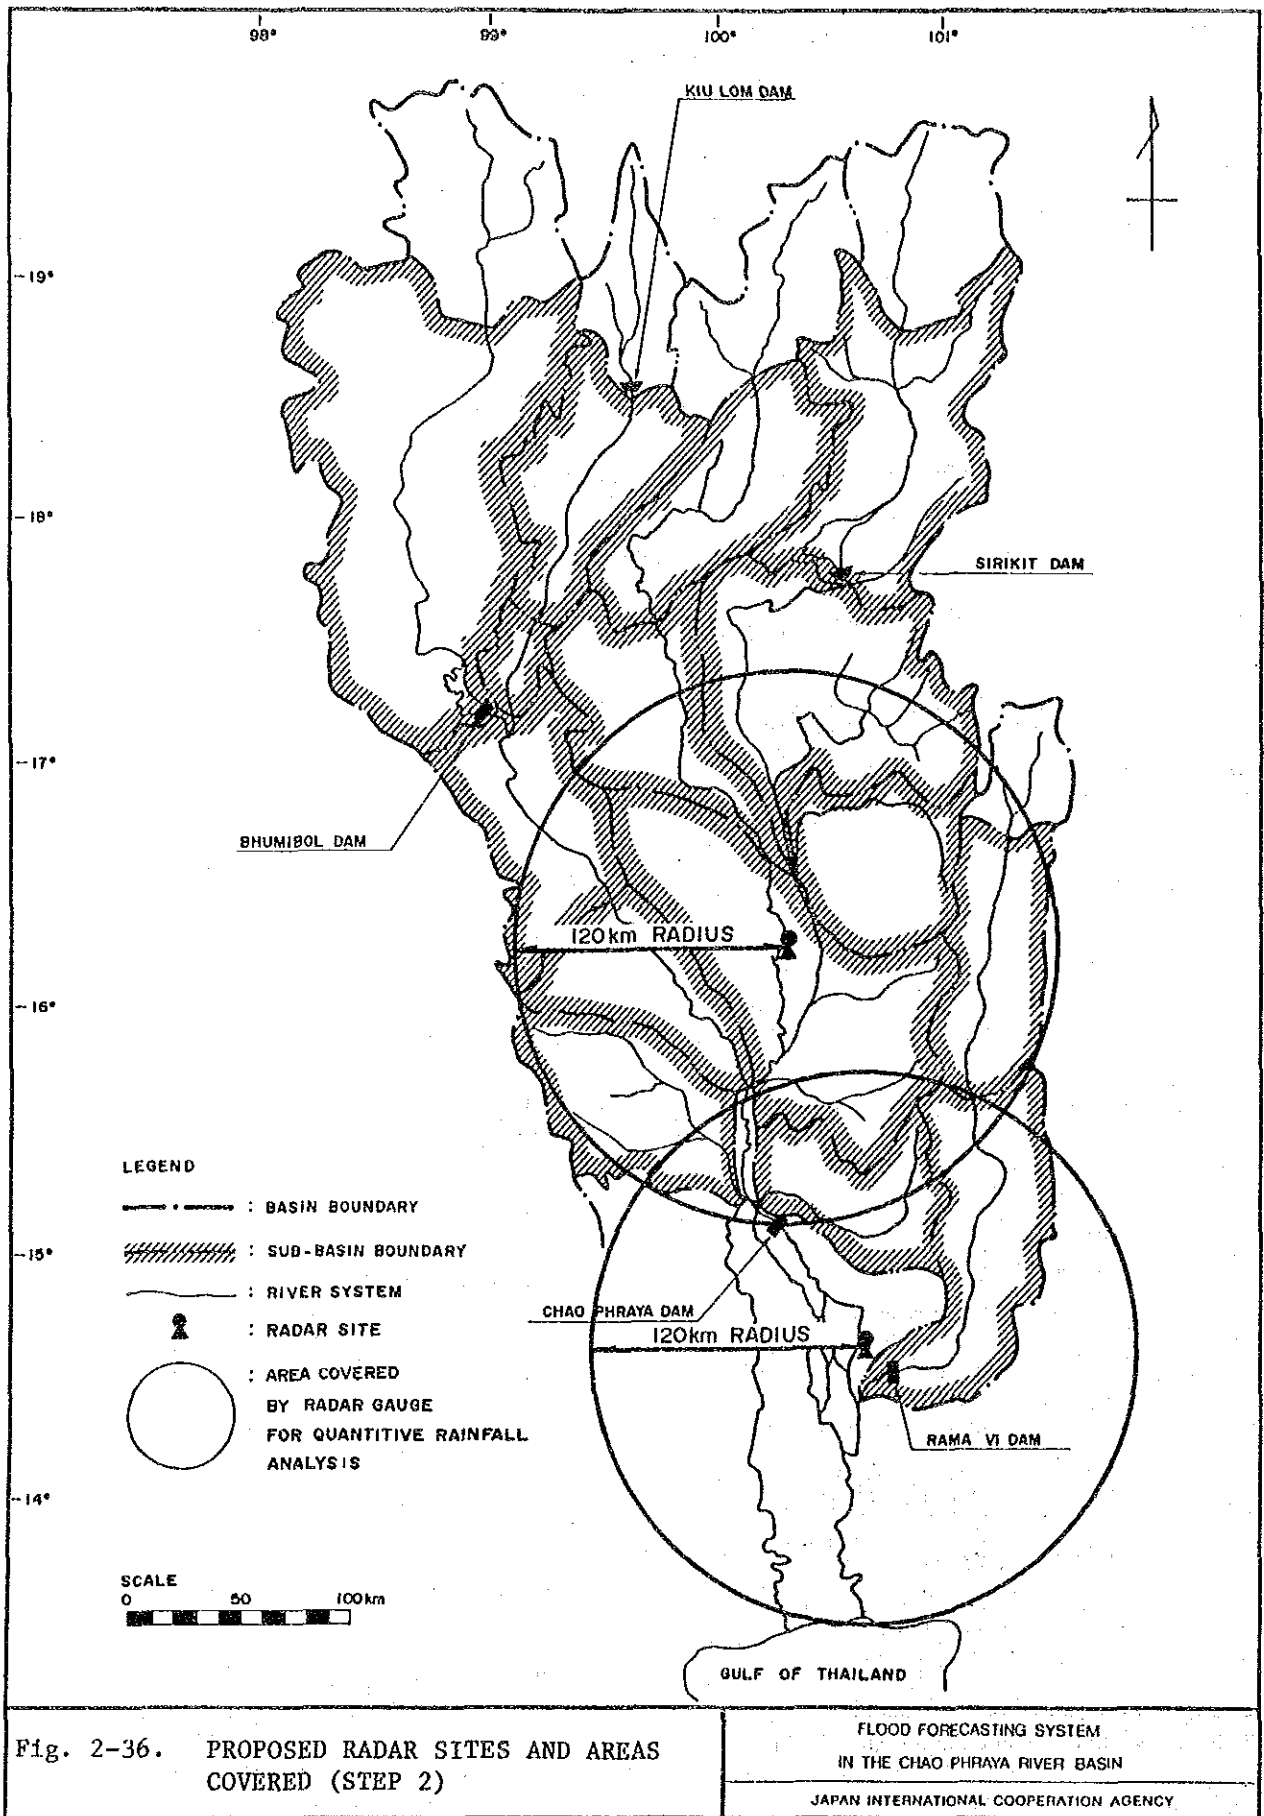 98° 99° 100° 101°
KIU LOM DAM
-19°
-18°
SIRIKIT DAM
-17°
BHUMIBOL DAM
120km RADIUS
-16°
LEGEND
: BASIN BOUNDARY
: SUB-BASIN BOUNDARY
: RIVER SYSTEM
: RADAR SITE
: AREA COVERED
BY RADAR GAUGE
FOR QUANTITIVE RAINFALL
ANALYSIS
-15°
CHAO PHRAYA DAM
120km RADIUS
RAMA VI DAM
-14°
SCALE
0 50 100km
GULF OF THAILAND
Fig. 2-36. PROPOSED RADAR SITES AND AREAS
COVERED (STEP 2)
FLOOD FORECASTING SYSTEM
IN THE CHAO PHRAYA RIVER BASIN
JAPAN INTERNATIONAL COOPERATION AGENCY